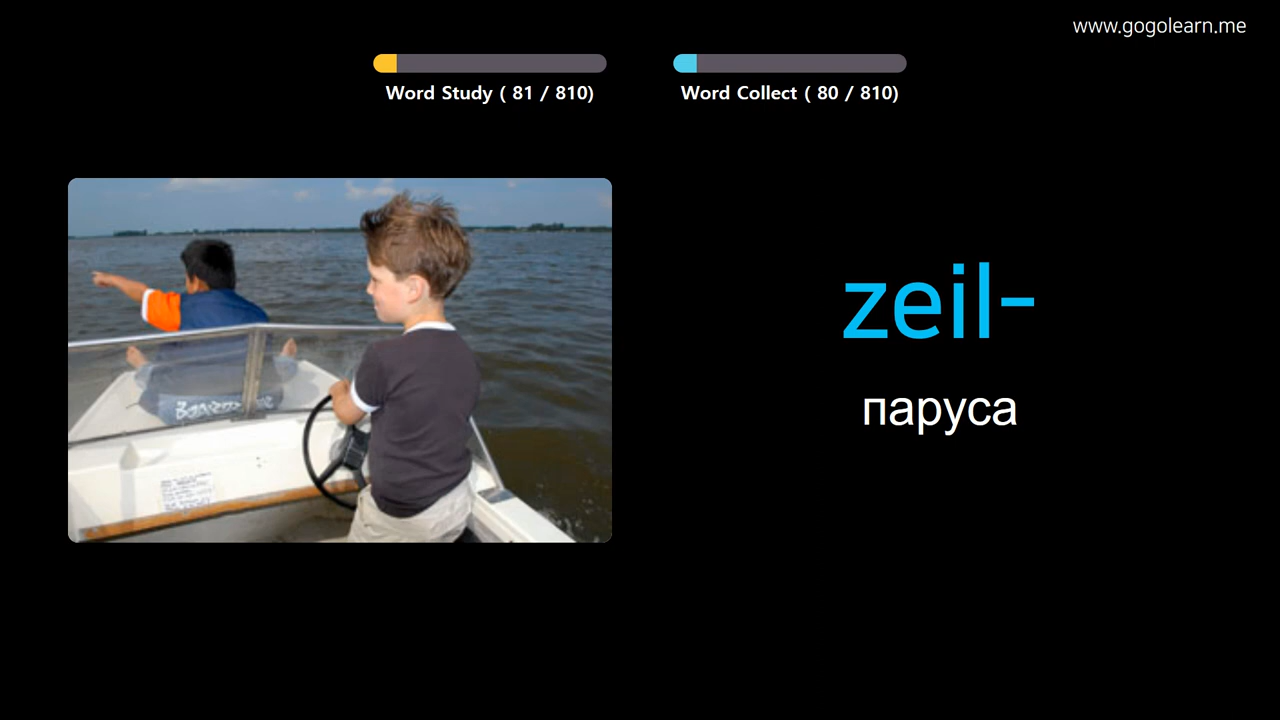 www.gogolearn.me
Word Study ( 81 / 810)
Word Collect ( 80 / 810)
zeil-
паруса